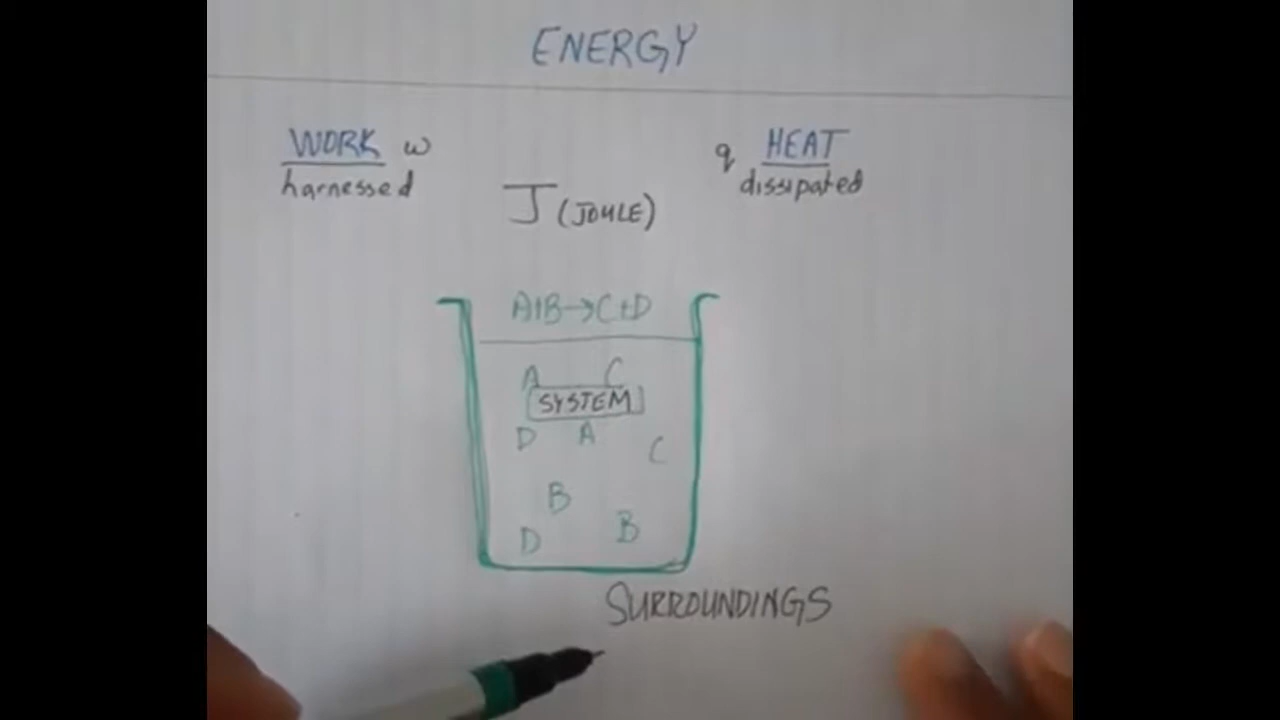 ENERGY
WORK w
harnessed
q HEAT
dissipated
J (JOULE)
A+B→C+D
A C
SYSTEM
D A
C
B
D B
SURROUNDINGS